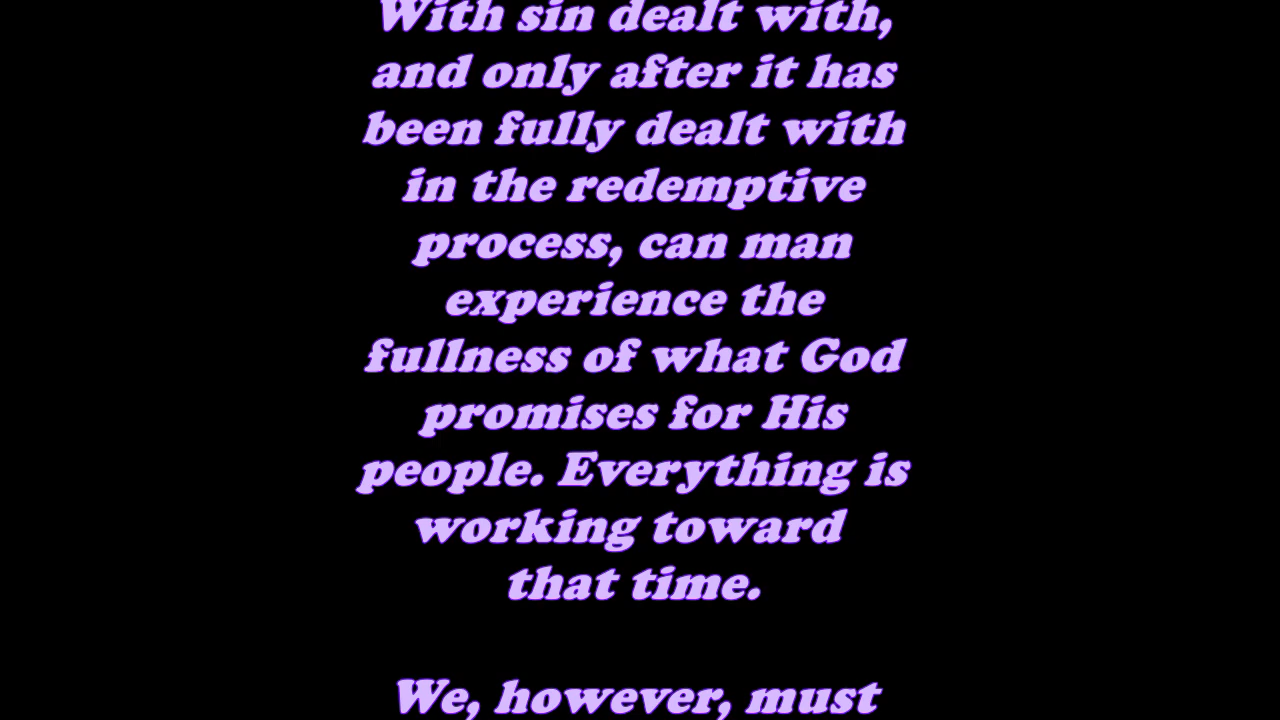 With sin dealt with,
and only after it has
been fully dealt with
in the redemptive
process, can man
experience the
fullness of what God
promises for His
people. Everything is
working toward
that time.
We, however, must